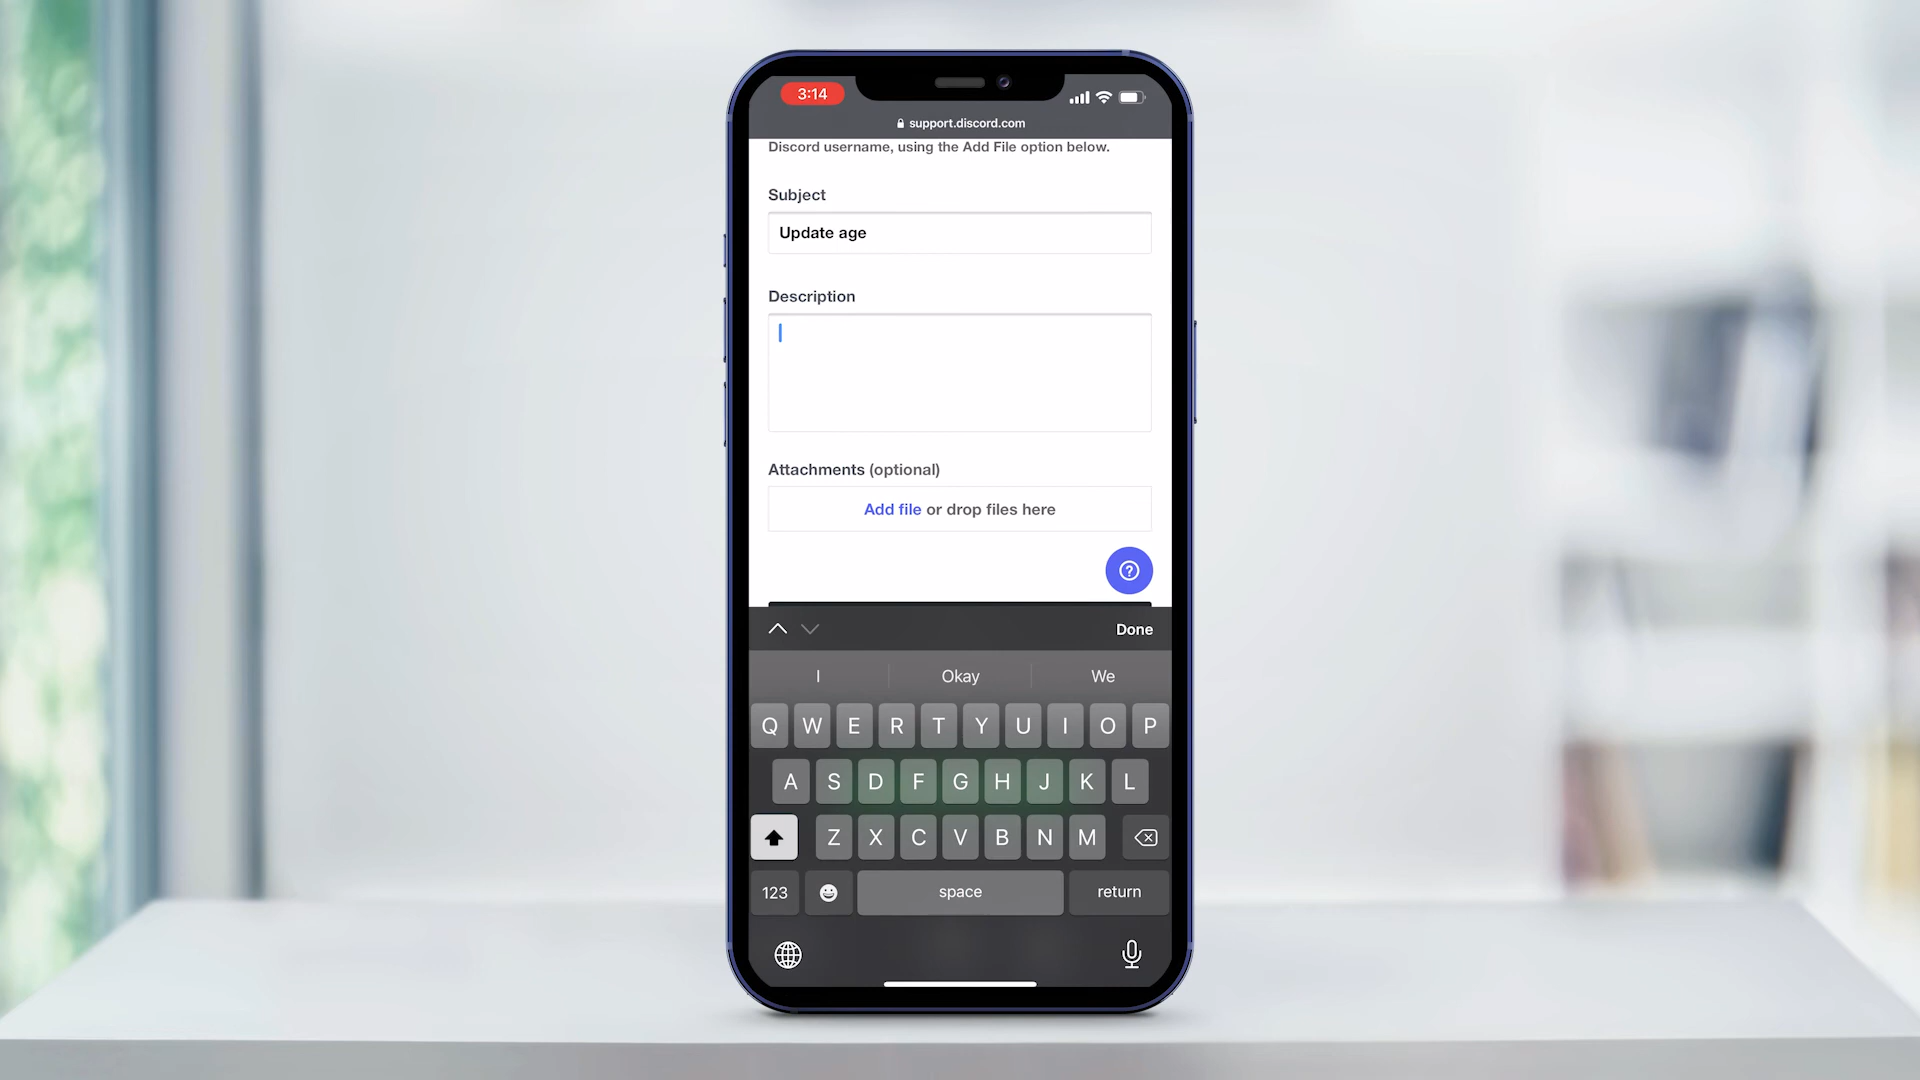 3:14
support.discord.com
Discord username, using the Add File option below.
Subject
Update age
Description
Attachments (optional)
Add file or drop files here
Done
I Okay We
Q W E R T Y U I O P
A S D F G H J K L
Z X C V B N M
123 space return